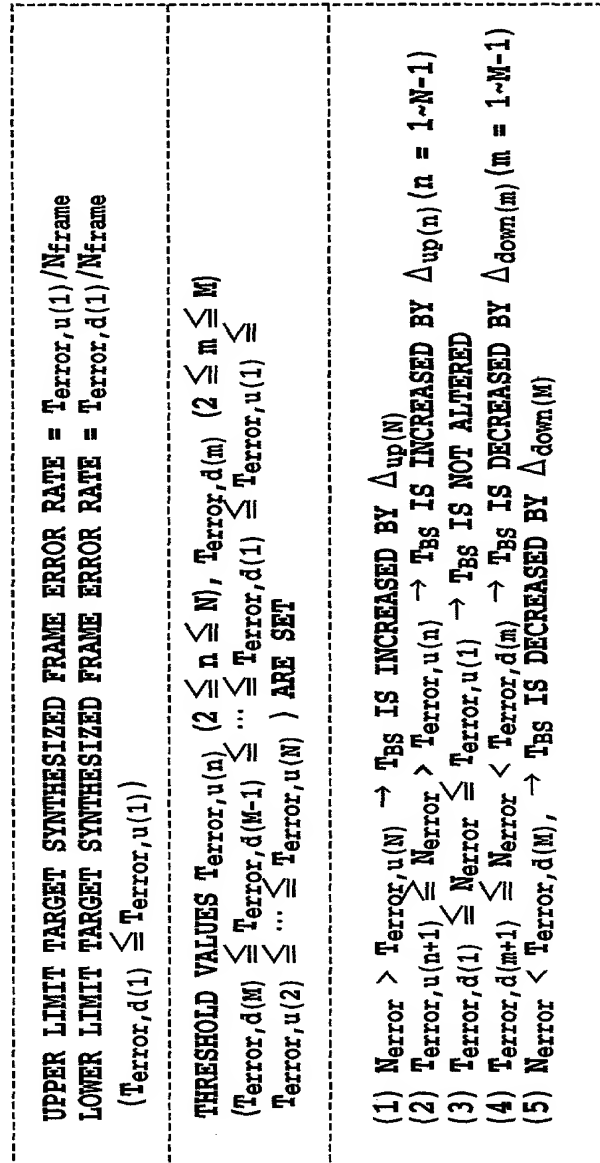 UPPER LIMIT TARGET SYNTHESIZED FRAME ERROR RATE = Terror,u(1)/Nframe
LOWER LIMIT TARGET SYNTHESIZED FRAME ERROR RATE = Terror,d(1)/Nframe
(Terror,d(1) ≦ Terror,u(1))
THRESHOLD VALUES Terror,u(n) (2 ≦ n ≦ N), Terror,d(m) (2 ≦ m ≦ M)
(Terror,d(M) ≦ Terror,d(M-1) ≦ ... ≦ Terror,d(1) ≦ Terror,u(1) ≦
Terror,u(2) ≦ ... ≦ Terror,u(N) ) ARE SET
(1) Nerror > Terror,u(N) → TBS IS INCREASED BY Δup(N)
(2) Terror,u(n+1) ≧ Nerror > Terror,u(n) → TBS IS INCREASED BY Δup(n) (n = 1~N-1)
(3) Terror,d(1) ≦ Nerror ≦ Terror,u(1) → TBS IS NOT ALTERED
(4) Terror,d(m+1) ≦ Nerror < Terror,d(m) → TBS IS DECREASED BY Δdown(m) (m = 1~M-1)
(5) Nerror < Terror,d(M), → TBS IS DECREASED BY Δdown(M)